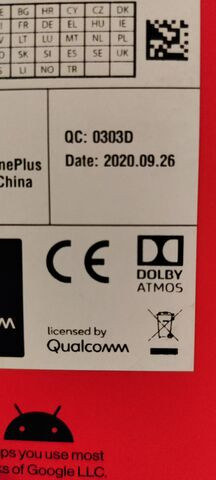 BG HR CY CZ DK
FR DE EL HU IE
LT LU MT NL PL
SK SI ES SE UK
LI NO TR
QC: 0303D
Date: 2020.09.26
China
CE
DOLBY
ATMOS
licensed by
Qualcomm
you use most
of Google LLC.